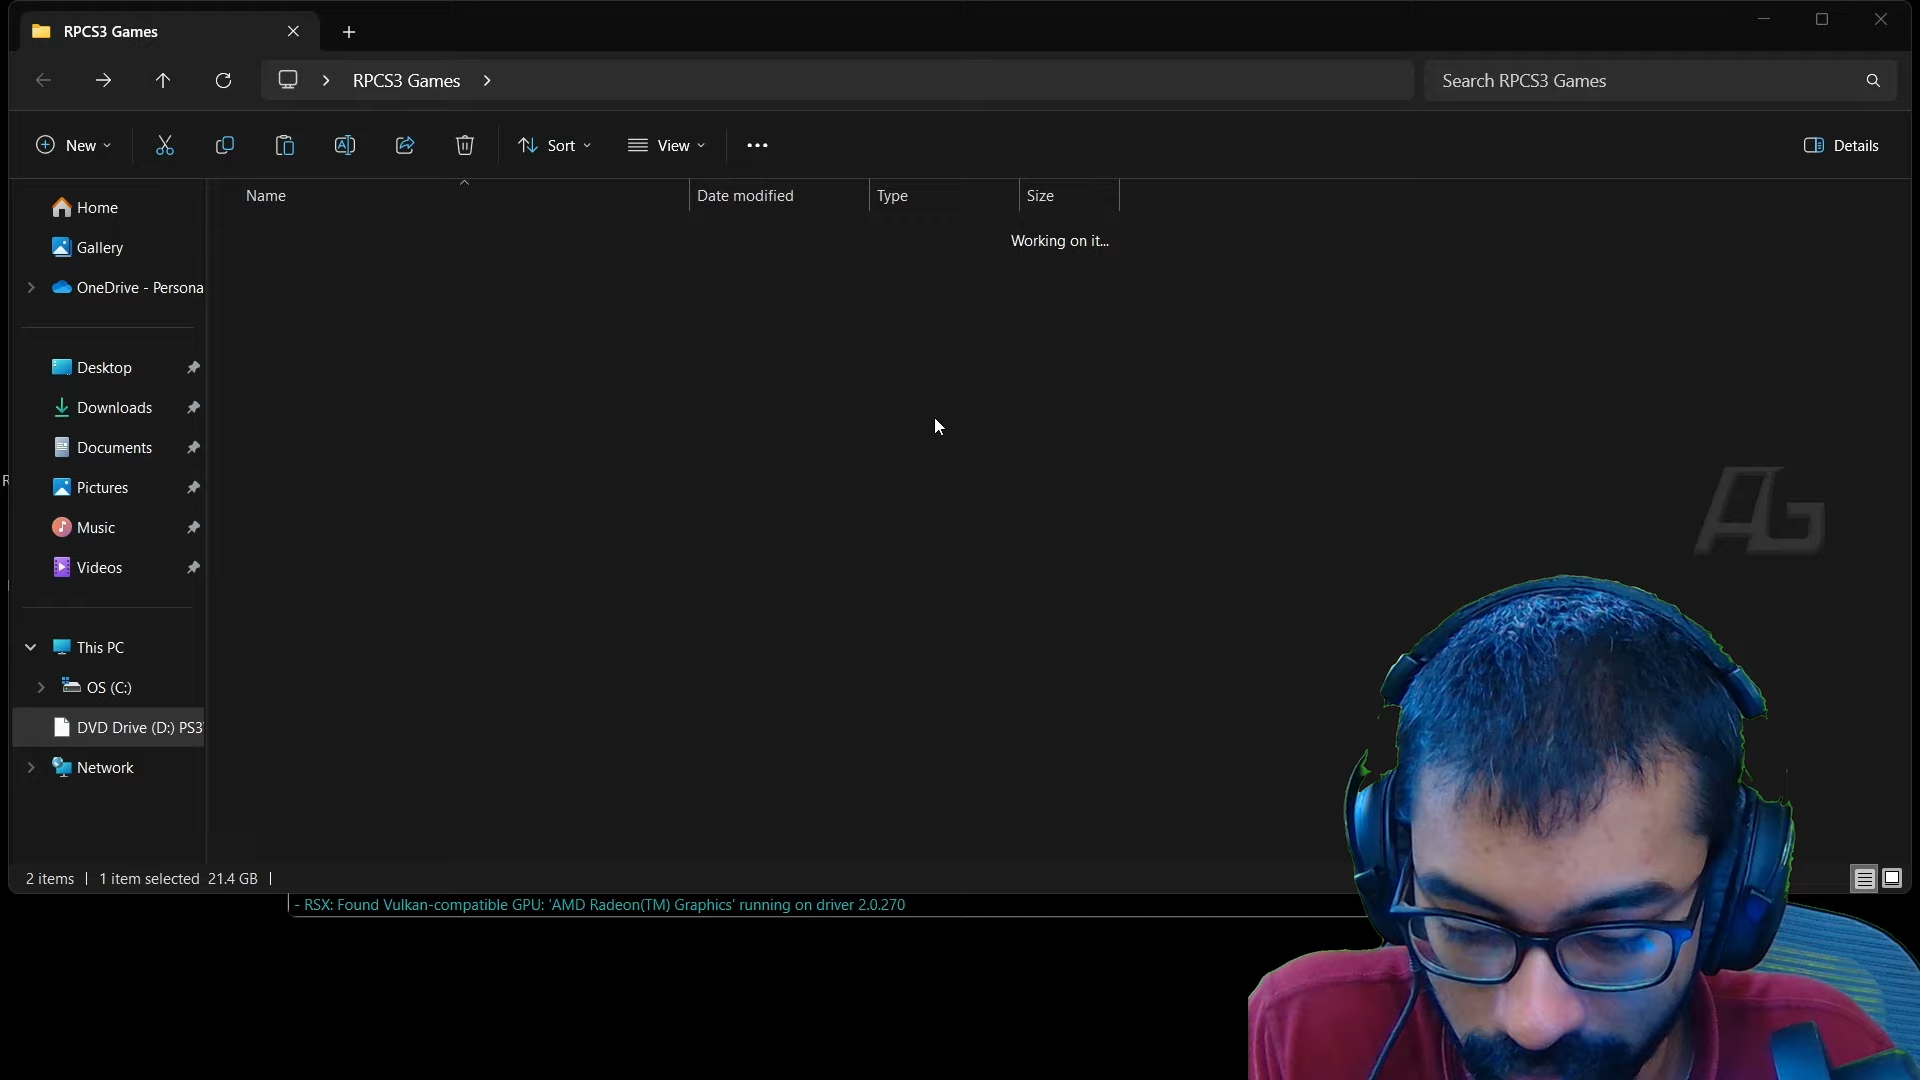 RPCS3 Games
RPCS3 Games
Search RPCS3 Games
New
Sort
View
Details
Name
Date modified
Type
Size
Working on it...
Home
Gallery
OneDrive - Persona
Desktop
Downloads
Documents
Pictures
Music
Videos
This PC
OS (C:)
DVD Drive (D:) PS3
Network
AG
2 items
1 item selected 21.4 GB
- RSX: Found Vulkan-compatible GPU: 'AMD Radeon(TM) Graphics' running on driver 2.0.270